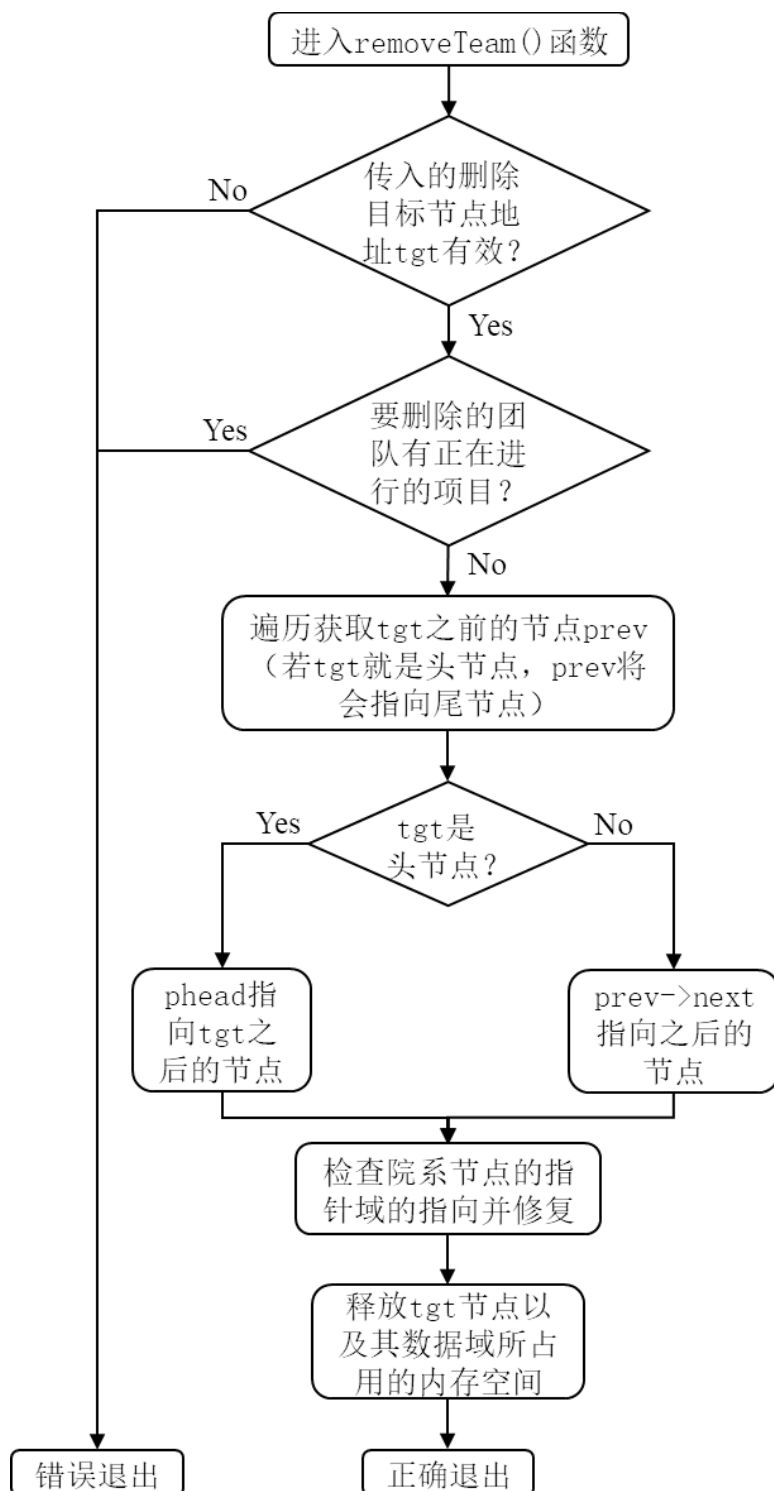 进入removeTeam()函数
传入的删除
目标节点地
址tgt有效？
No
Yes
要删除的团
队有正在进
行的项目？
Yes
No
遍历获取tgt之前的节点prev
（若tgt就是头节点，prev将
会指向尾节点）
tgt是
头节点？
Yes
No
phead指
向tgt之
后的节点
prev->next
指向之后的
节点
检查院系节点的指
针域的指向并修复
释放tgt节点以
及其数据域所占
用的内存空间
错误退出
正确退出